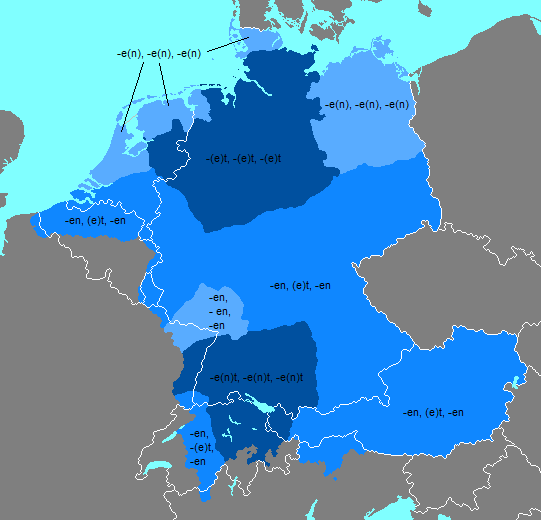 -e(n), -e(n), -e(n)
-e(n), -e(n), -e(n)
-(e)t, -(e)t, -(e)t
-en, (e)t, -en
-en, (e)t, -en
-en,
- en,
-en
-e(n)t, -e(n)t, -e(n)t
-en, (e)t, -en
-en,
-(e)t,
-en